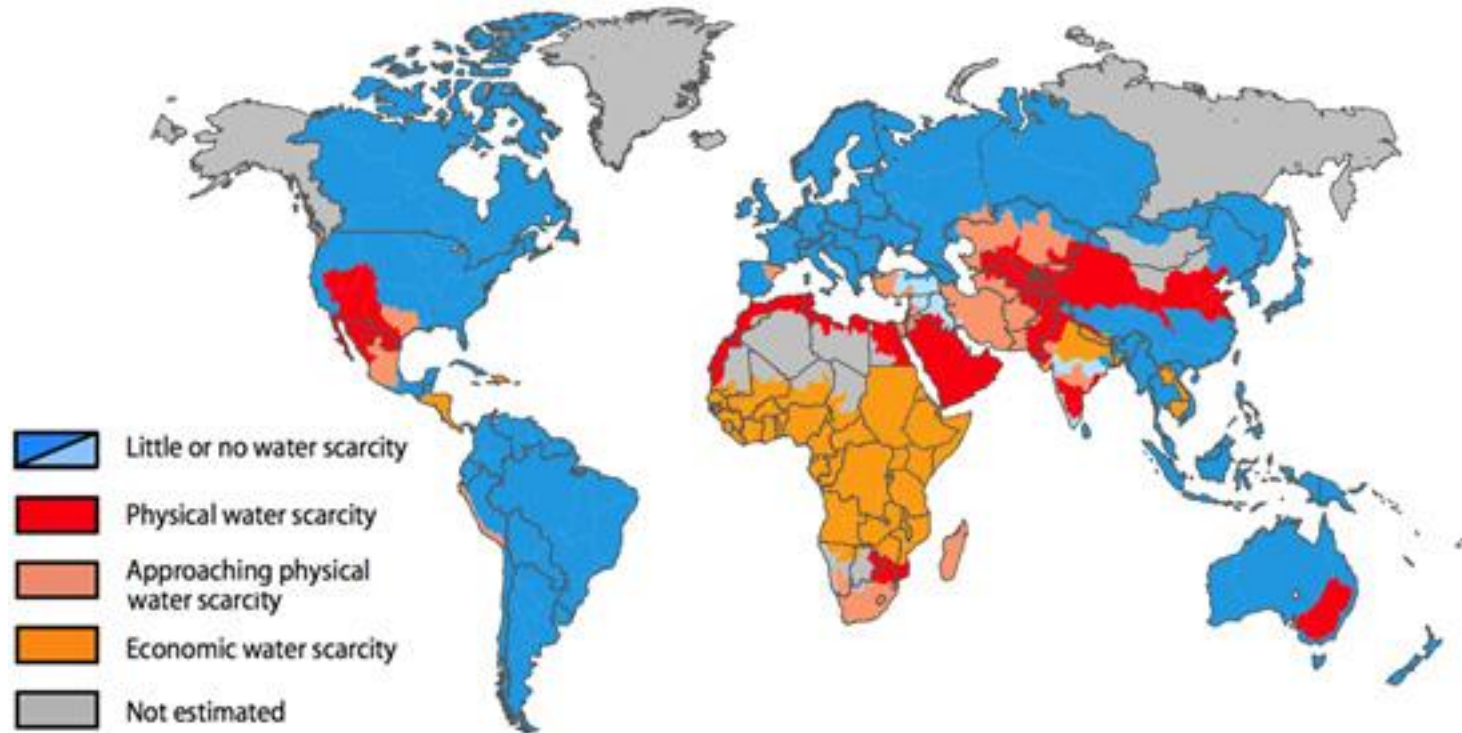 Little or no water scarcity
Physical water scarcity
Approaching physical
water scarcity
Economic water scarcity
Not estimated